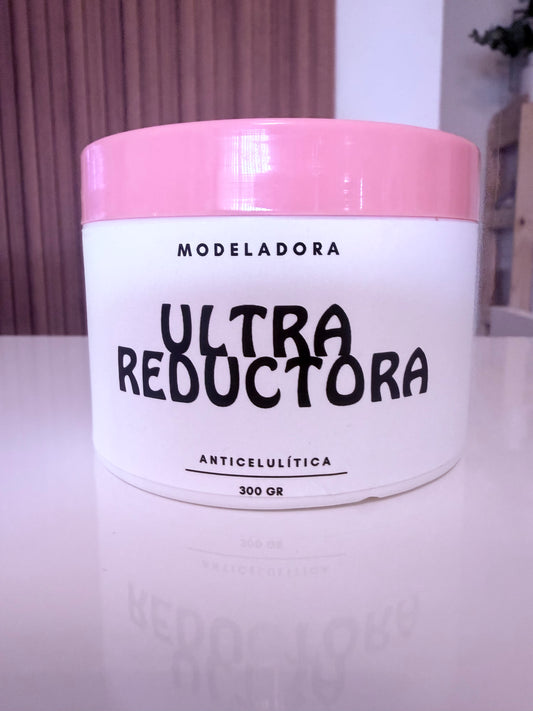 MODELADORA
ULTRA
REDUCTORA
ANTICELULÍTICA
300 GR